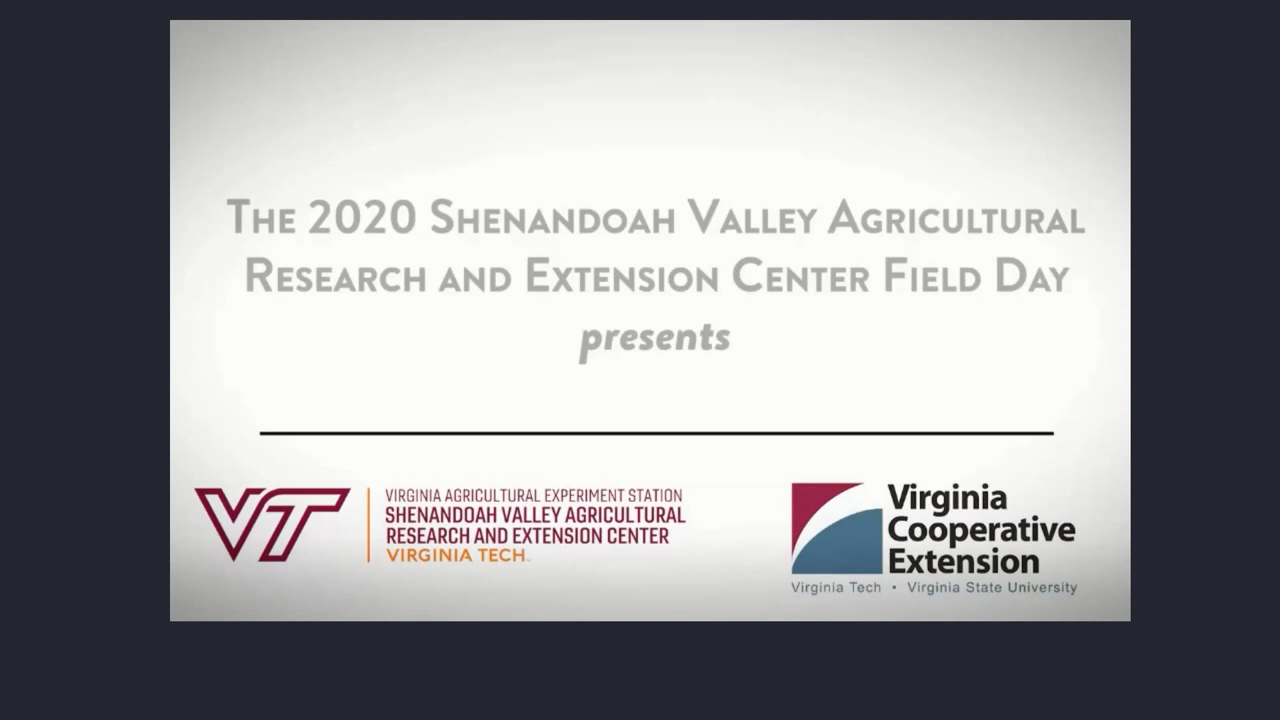 The 2020 Shenandoah Valley Agricultural
Research and Extension Center Field Day
presents
VT
VIRGINIA AGRICULTURAL EXPERIMENT STATION
SHENANDOAH VALLEY AGRICULTURAL
RESEARCH AND EXTENSION CENTER
VIRGINIA TECH
Virginia
Cooperative
Extension
Virginia Tech • Virginia State University